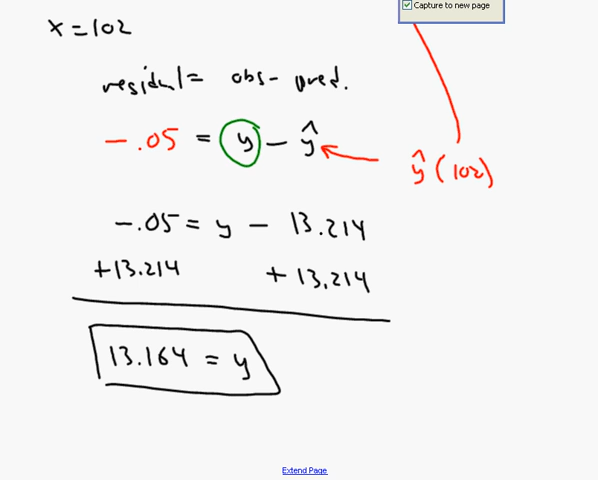 Capture to new page
x=102
residual= obs- pred.
-.05 = y - ŷ
ŷ(102)
-.05= y - 13.214
+13.214 +13.214
13.164 = y
Extend Page